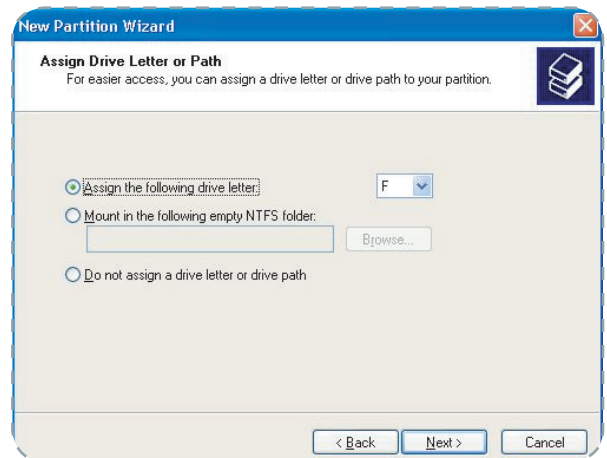 New Partition Wizard
Assign Drive Letter or Path
For easier access, you can assign a drive letter or drive path to your partition.
Assign the following drive letter: F
Mount in the following empty NTFS folder:
Browse...
Do not assign a drive letter or drive path
< Back Next > Cancel